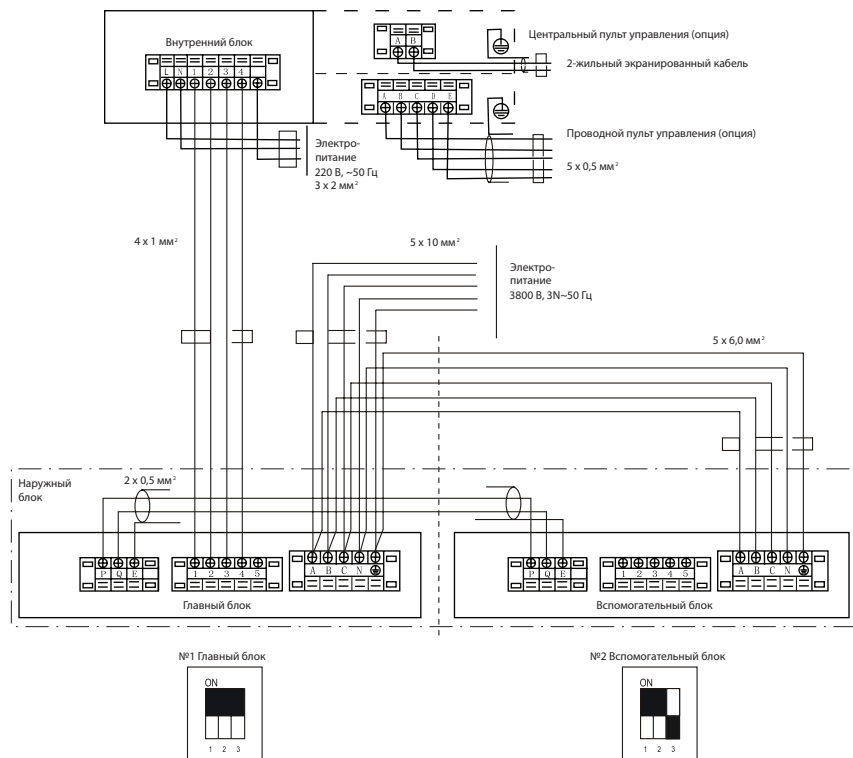 Внутренний блок
L N 1 2 3 4
A B
Центральный пульт управления (опция)
2-жильный экранированный кабель
A B C D E
Проводной пульт управления (опция)
5 x 0,5 мм²
Электро-
питание
220 В, ~50 Гц
3 x 2 мм²
4 x 1 мм²
5 x 10 мм²
Электро-
питание
3800 В, 3N~50 Гц
5 x 6,0 мм²
Наружный
блок
2 x 0,5 мм²
P Q E
1 2 3 4 5
A B C N
Главный блок
P Q E
1 2 3 4 5
A B C N
Вспомогательный блок
№1 Главный блок
ON
1 2 3
№2 Вспомогательный блок
ON
1 2 3